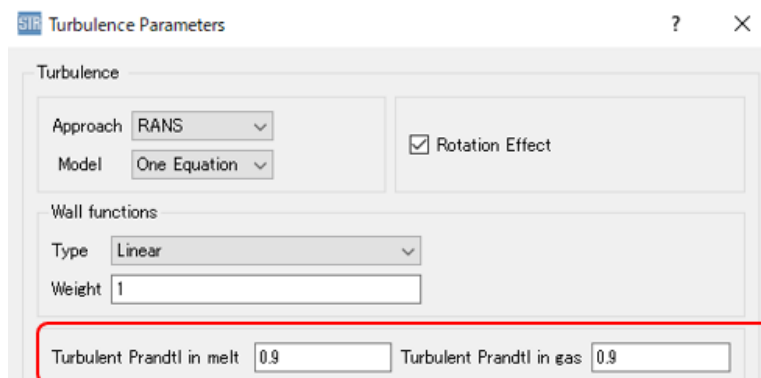 STR Turbulence Parameters ? ×
Turbulence
Approach RANS
Model One Equation
Rotation Effect
Wall functions
Type Linear
Weight 1
Turbulent Prandtl in melt 0.9 Turbulent Prandtl in gas 0.9